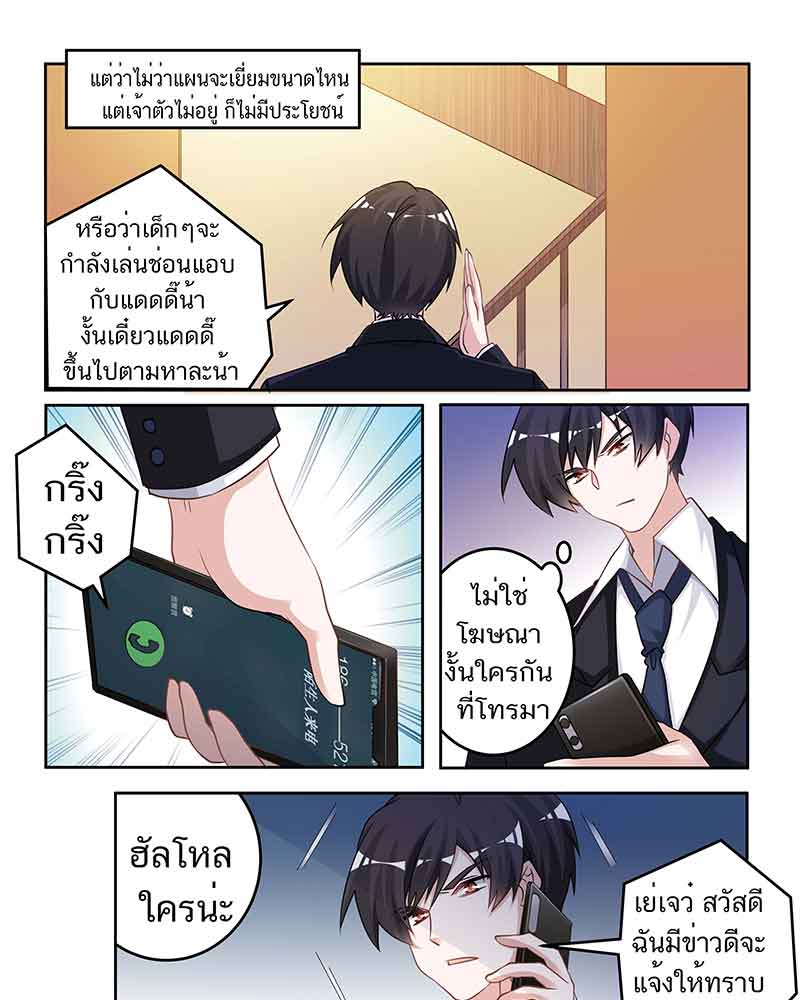 แต่ว่าไม่ว่าแผนจะเยี่ยมขนาดไหน
แต่เจ้าตัวไม่อยู่ ก็ไม่มีประโยชน์
หรือว่าเด็กๆจะ
กำลังเล่นซ่อนแอบ
กับแดดดี๊น้า
งั้นเดี๋ยวแดดดี๊
ขึ้นไปตามหาละน้า
กริ๊ง
กริ๊ง
196
52
陌生人来电
ไม่ใช่
โฆษณา
งั้นใครกัน
ที่โทรมา
ฮัลโหล
ใครน่ะ
เย่เจว๋ สวัสดี
ฉันมีข่าวดีจะ
แจ้งให้ทราบ